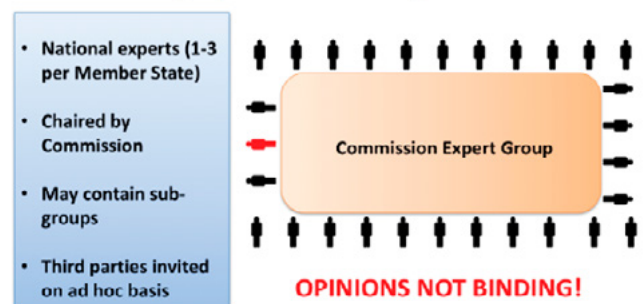 • National experts (1-3
per Member State)
• Chaired by
Commission
• May contain sub-
groups
• Third parties invited
on ad hoc basis
Commission Expert Group
OPINIONS NOT BINDING!